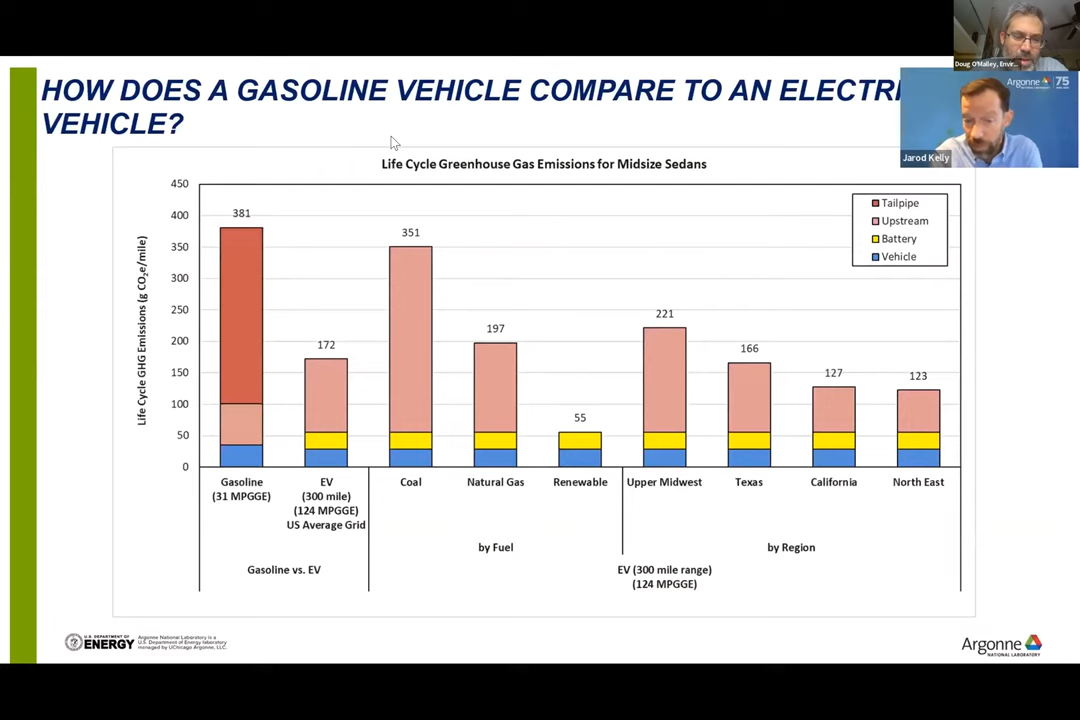 Doug O'Malley, Envir...
Argonne
NATIONAL LABORATORY
75
Jarod Kelly
HOW DOES A GASOLINE VEHICLE COMPARE TO AN ELECTRI
VEHICLE?
Life Cycle Greenhouse Gas Emissions for Midsize Sedans
Life Cycle GHG Emissions (g CO₂e/mile)
450
400
350
300
250
200
150
100
50
0
381
172
351
197
55
221
166
127
123
Tailpipe
Upstream
Battery
Vehicle
Gasoline
(31 MPGGE)
EV
(300 mile)
(124 MPGGE)
US Average Grid
Coal
Natural Gas
Renewable
Upper Midwest
Texas
California
North East
by Fuel
by Region
Gasoline vs. EV
EV (300 mile range)
(124 MPGGE)
U.S. DEPARTMENT OF
ENERGY
Argonne National Laboratory is a
U.S. Department of Energy laboratory
managed by UChicago Argonne, LLC.
Argonne
NATIONAL LABORATORY